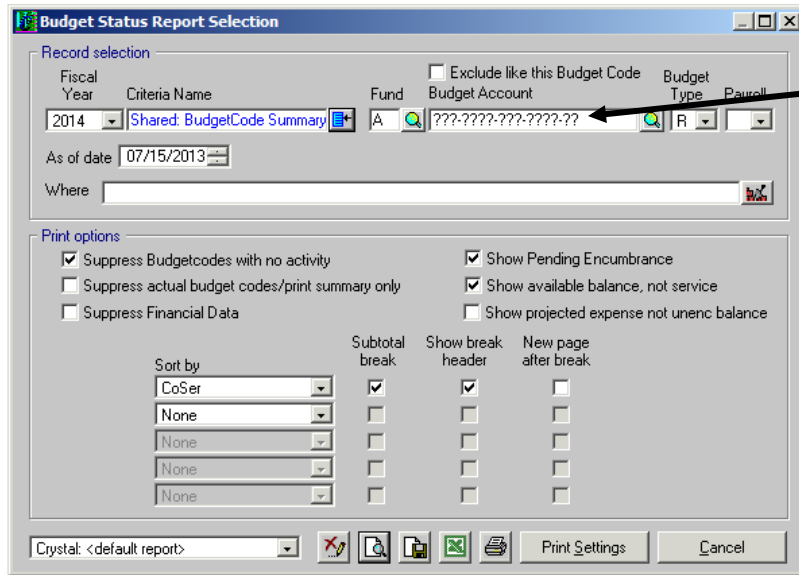 Budget Status Report Selection
Record selection
Exclude like this Budget Code
Fiscal Year Criteria Name Fund Budget Account Budget Type Payroll
2014 Shared: BudgetCode Summary A ???-????-???-????-?? R
As of date 07/15/2013
Where
Print options
Suppress Budgetcodes with no activity Show Pending Encumbrance
Suppress actual budget codes/print summary only Show available balance, not service
Suppress Financial Data Show projected expense not unenc balance
Sort by Subtotal break Show break header New page after break
CoSer
None
None
None
None
Crystal: <default report> Print Settings Cancel